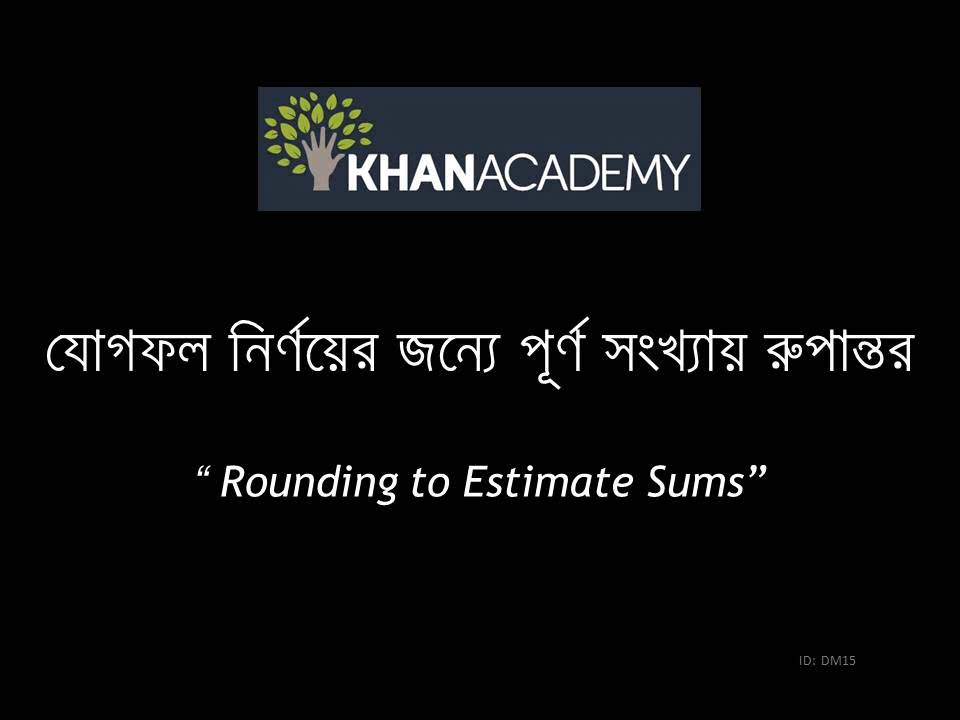 KHANACADEMY
যোগফল নির্ণয়ের জন্যে পূর্ণ সংখ্যায় রুপান্তর
“ Rounding to Estimate Sums”
ID: DM15